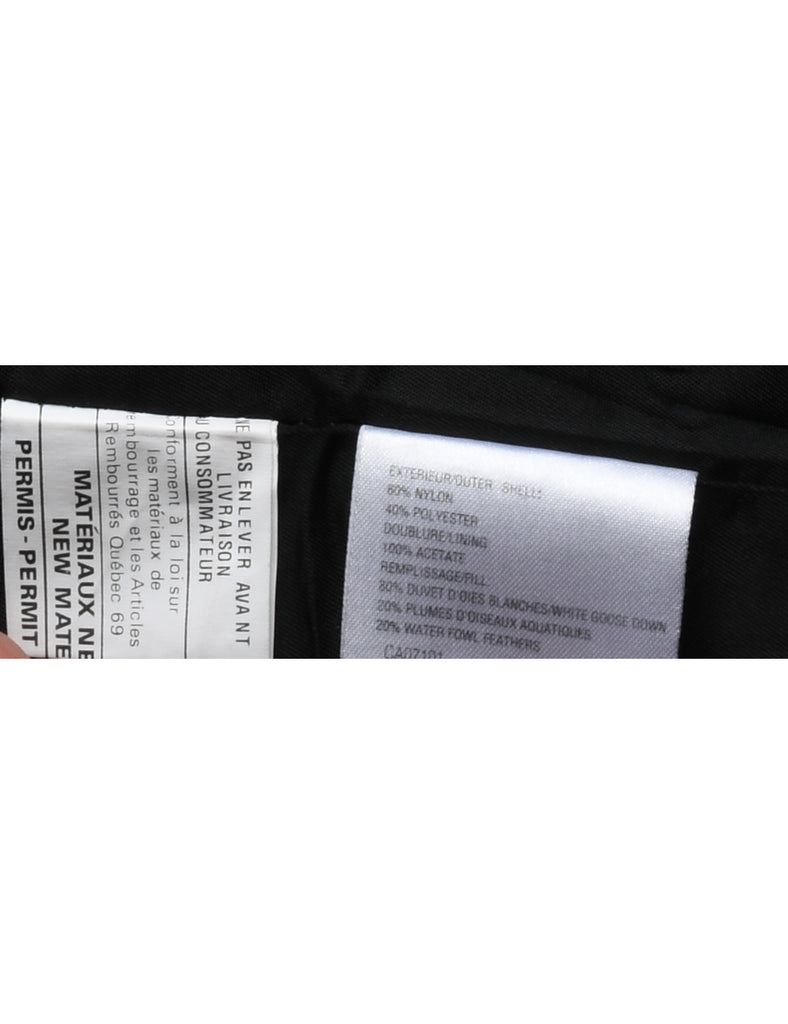 NE PAS ENLEVER AVANT
LIVRAISON
AU CONSOMMATEUR
Conforment à la loi sur
les matériaux de
rembourrage et les Articles
Rembourrés Québec 69
MATÉRIAUX NE
NEW MATE
PERMIS - PERMIT
EXTERIEUR/OUTER SHELL:
60% NYLON
40% POLYESTER
DOUBLURE/LINING
100% ACETATE
REMPLISSAGE/FILL
80% DUVET D'OIES BLANCHES/WHITE GOOSE DOWN
20% PLUMES D'OISEAUX AQUATIQUES
20% WATER FOWL FEATHERS
CA07101